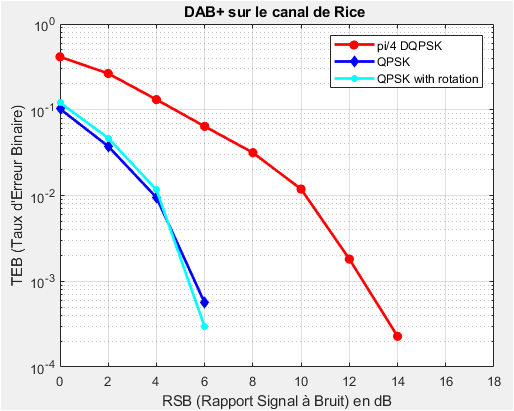 DAB+ sur le canal de Rice
pi/4 DQPSK
QPSK
QPSK with rotation
TEB (Taux d'Erreur Binaire)
10^0
10^-1
10^-2
10^-3
10^-4
0 2 4 6 8 10 12 14 16 18
RSB (Rapport Signal à Bruit) en dB